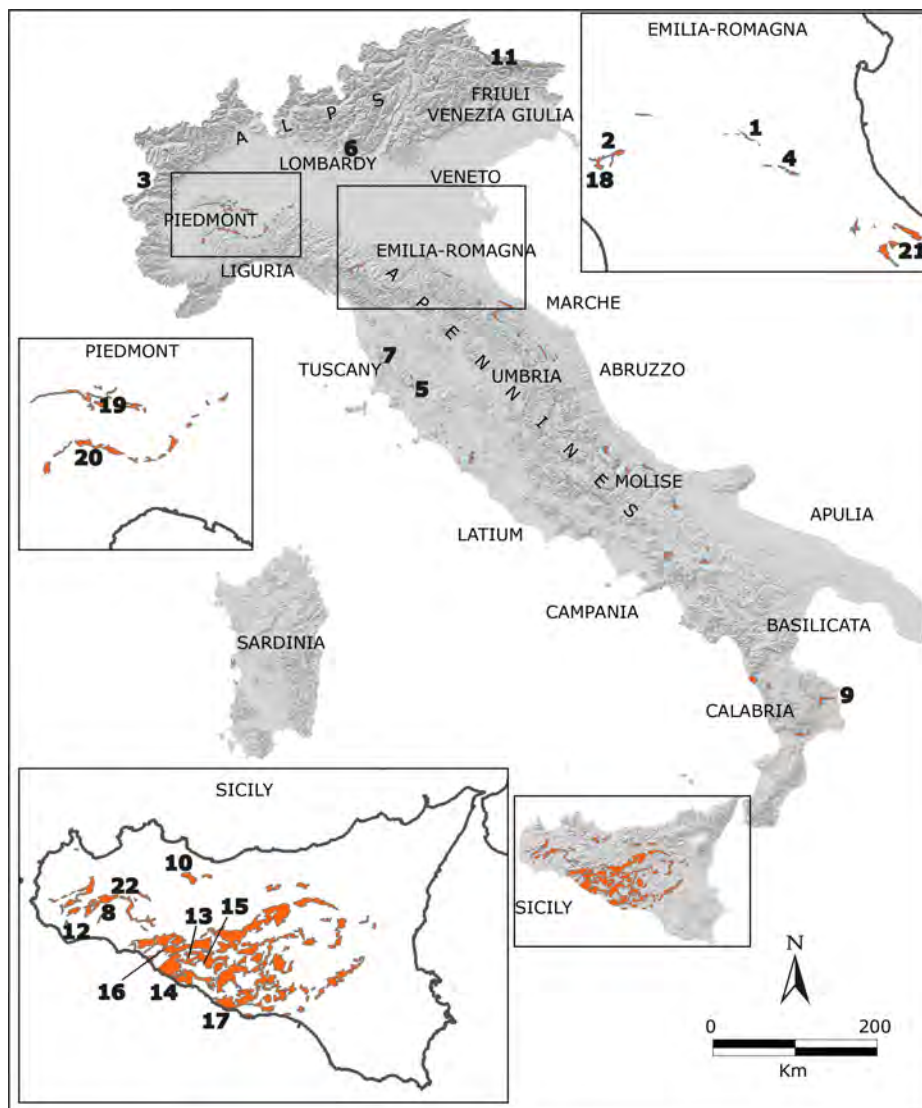 EMILIA-ROMAGNA
11
FRIULI
VENEZIA GIULIA
A L P S
1
2
4
6
LOMBARDY
3
18
VENETO
PIEDMONT
EMILIA-ROMAGNA
21
LIGURIA
MARCHE
A P E N N I N E S
PIEDMONT
7
TUSCANY
UMBRIA
ABRUZZO
5
19
20
MOLISE
APULIA
LATIUM
CAMPANIA
BASILICATA
SARDINIA
9
CALABRIA
SICILY
10
22
8
13
15
12
SICILY
16
14
17
N
0
200
Km